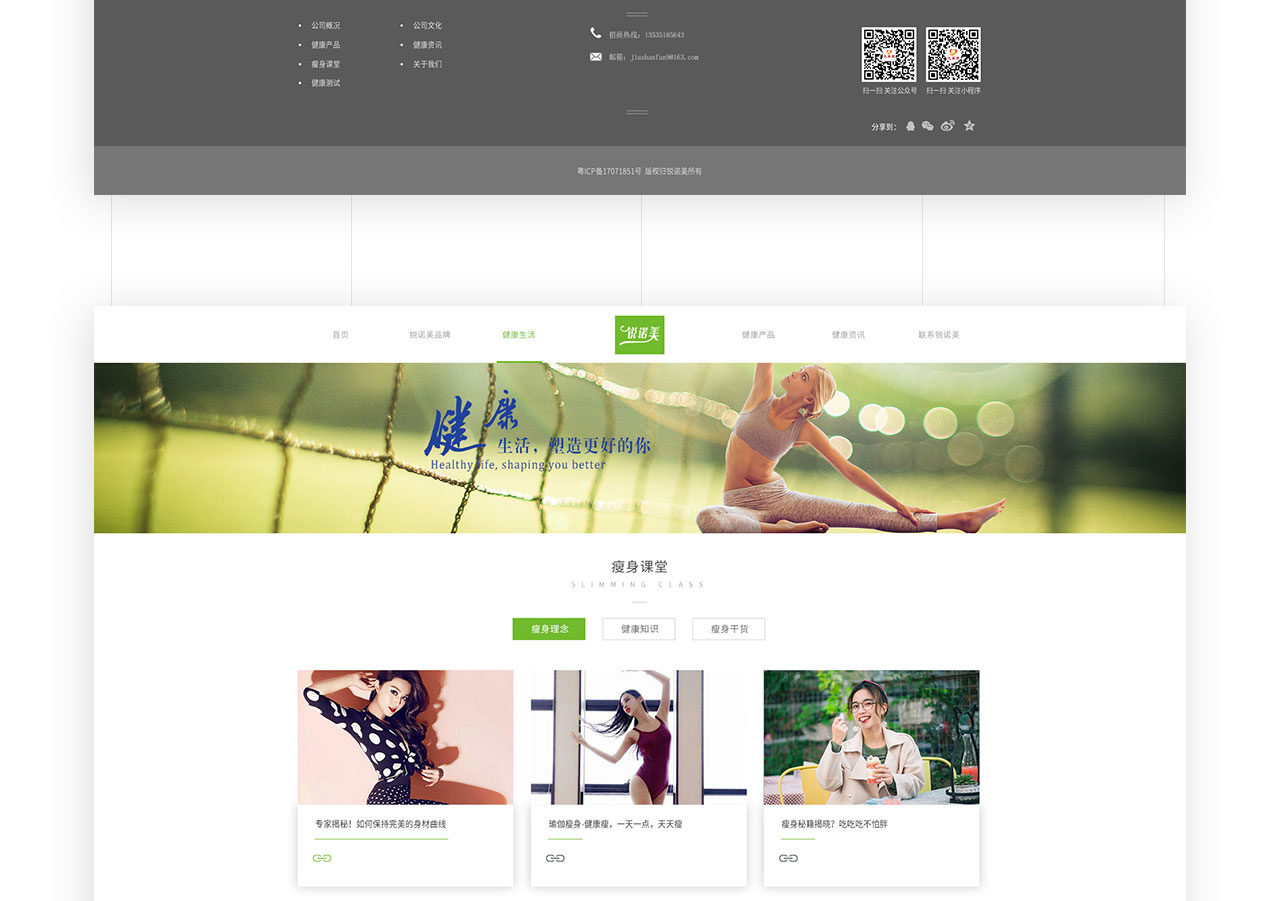 公司概况
公司文化
健康产品
健康资讯
瘦身课堂
关于我们
健康测试
招商热线：13535185643
邮箱：jiushanfan9@163.com
扫一扫 关注公众号
扫一扫 关注小程序
分享到：
粤ICP备17071851号 版权归锐诺美所有
首页
锐诺美品牌
健康生活
锐诺美
健康产品
健康资讯
联系锐诺美
健康
生活，塑造更好的你
Healthy life, shaping you better
瘦身课堂
SLIMMING CLASS
瘦身理念
健康知识
瘦身干货
专家揭秘！如何保持完美的身材曲线
瑜伽瘦身-健康瘦，一天一点，天天瘦
瘦身秘籍揭晓？吃吃吃不怕胖